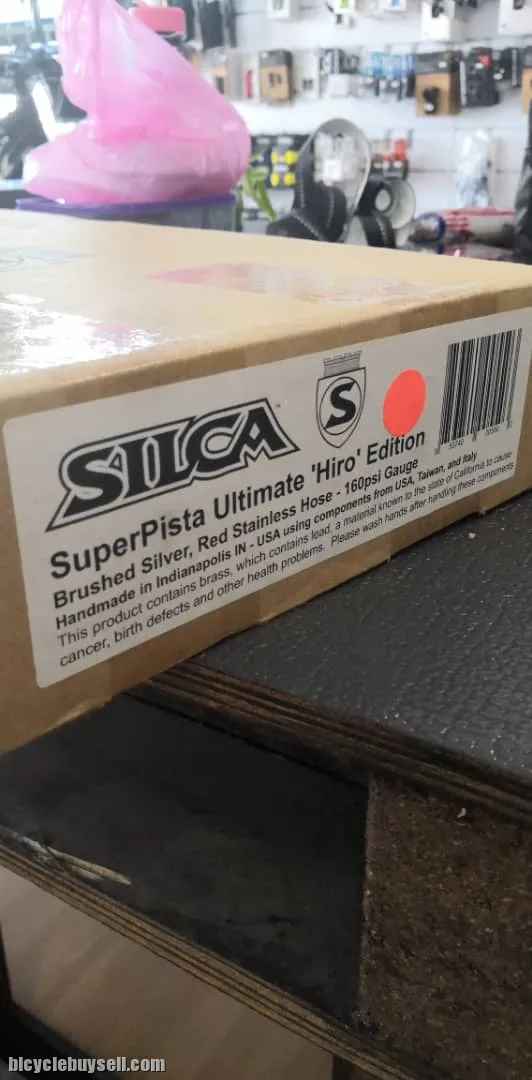 SILCA
S
SuperPista Ultimate 'Hiro' Edition
Brushed Silver, Red Stainless Hose - 160psi Gauge
Handmade in Indianapolis IN - USA using components from USA, Taiwan, and Italy
This product contains brass, which contains lead, a material known to the state of California to cause
cancer, birth defects and other health problems. Please wash hands after handling these components
bicyclebuysell.com